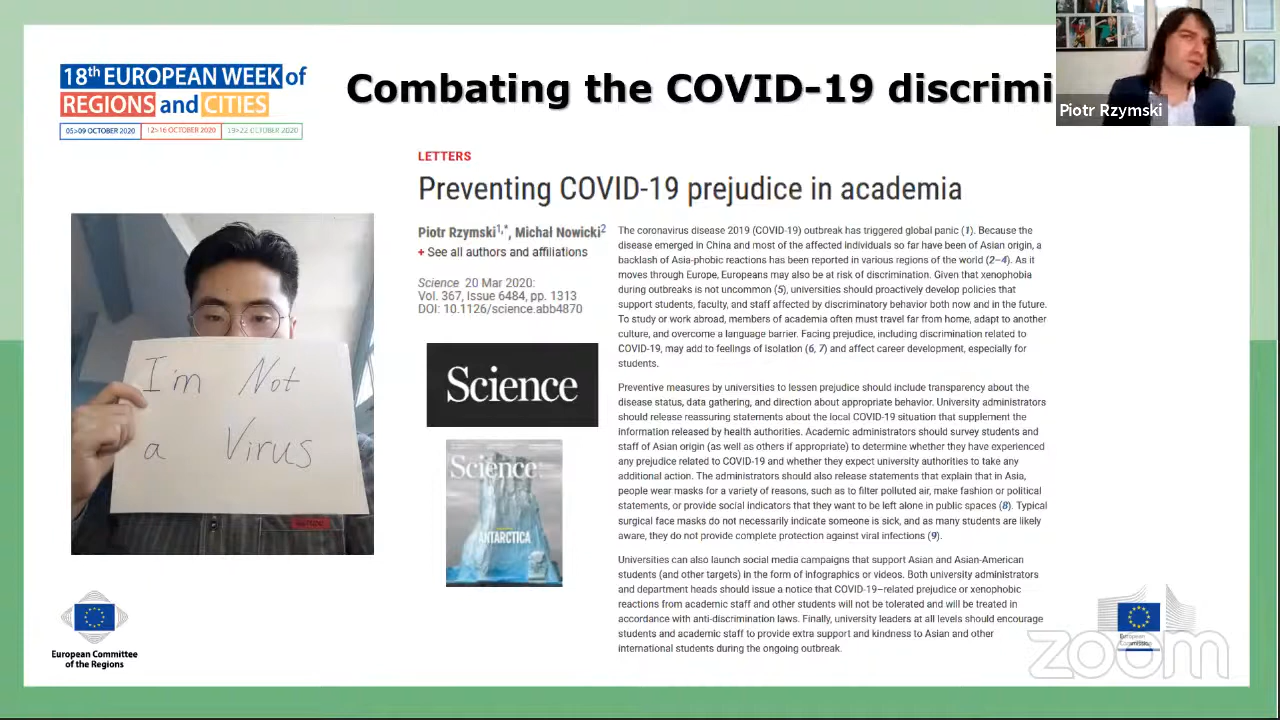 18th EUROPEAN WEEK of
REGIONS and CITIES
05>09 OCTOBER 2020 12>16 OCTOBER 2020 19>22 OCTOBER 2020
Combating the COVID-19 discrimi
Piotr Rzymski
LETTERS
Preventing COVID-19 prejudice in academia
Piotr Rzymski1,*, Michał Nowicki2
+ See all authors and affiliations
Science 20 Mar 2020:
Vol. 367, Issue 6484, pp. 1313
DOI: 10.1126/science.abb4870
The coronavirus disease 2019 (COVID-19) outbreak has triggered global panic (1). Because the
disease emerged in China and most of the affected individuals so far have been of Asian origin, a
backlash of Asia-phobic reactions has been reported in various regions of the world (2–4). As it
moves through Europe, Europeans may also be at risk of discrimination. Given that xenophobia
during outbreaks is not uncommon (5), universities should proactively develop policies that
support students, faculty, and staff affected by discriminatory behavior both now and in the future.
To study or work abroad, members of academia often must travel far from home, adapt to another
culture, and overcome a language barrier. Facing prejudice, including discrimination related to
COVID-19, may add to feelings of isolation (6, 7) and affect career development, especially for
students.
Preventive measures by universities to lessen prejudice should include transparency about the
disease status, data gathering, and direction about appropriate behavior. University administrators
should release reassuring statements about the local COVID-19 situation that supplement the
information released by health authorities. Academic administrators should survey students and
staff of Asian origin (as well as others if appropriate) to determine whether they have experienced
any prejudice related to COVID-19 and whether they expect university authorities to take any
additional action. The administrators should also release statements that explain that in Asia,
people wear masks for a variety of reasons, such as to filter polluted air, make fashion or political
statements, or provide social indicators that they want to be left alone in public spaces (8). Typical
surgical face masks do not necessarily indicate someone is sick, and as many students are likely
aware, they do not provide complete protection against viral infections (9).
Universities can also launch social media campaigns that support Asian and Asian-American
students (and other targets) in the form of infographics or videos. Both university administrators
and department heads should issue a notice that COVID-19–related prejudice or xenophobic
reactions from academic staff and other students will not be tolerated and will be treated in
accordance with anti-discrimination laws. Finally, university leaders at all levels should encourage
students and academic staff to provide extra support and kindness to Asian and other
international students during the ongoing outbreak.
I'm Not
a Virus
Science
Science
ANTARCTICA
European Committee
of the Regions
European
Commission
zoom